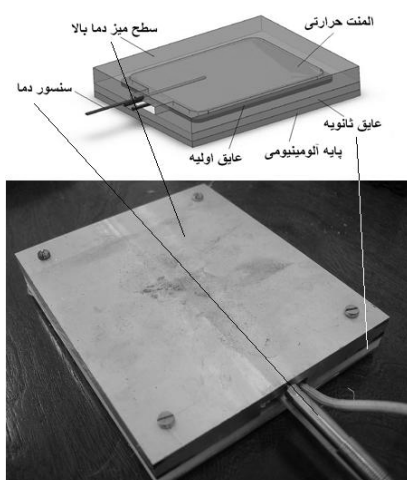 سطح میز دما بالا
المنت حرارتی
سنسور دما
عایق ثانویه
پایه آلومینیومی
عایق اولیه